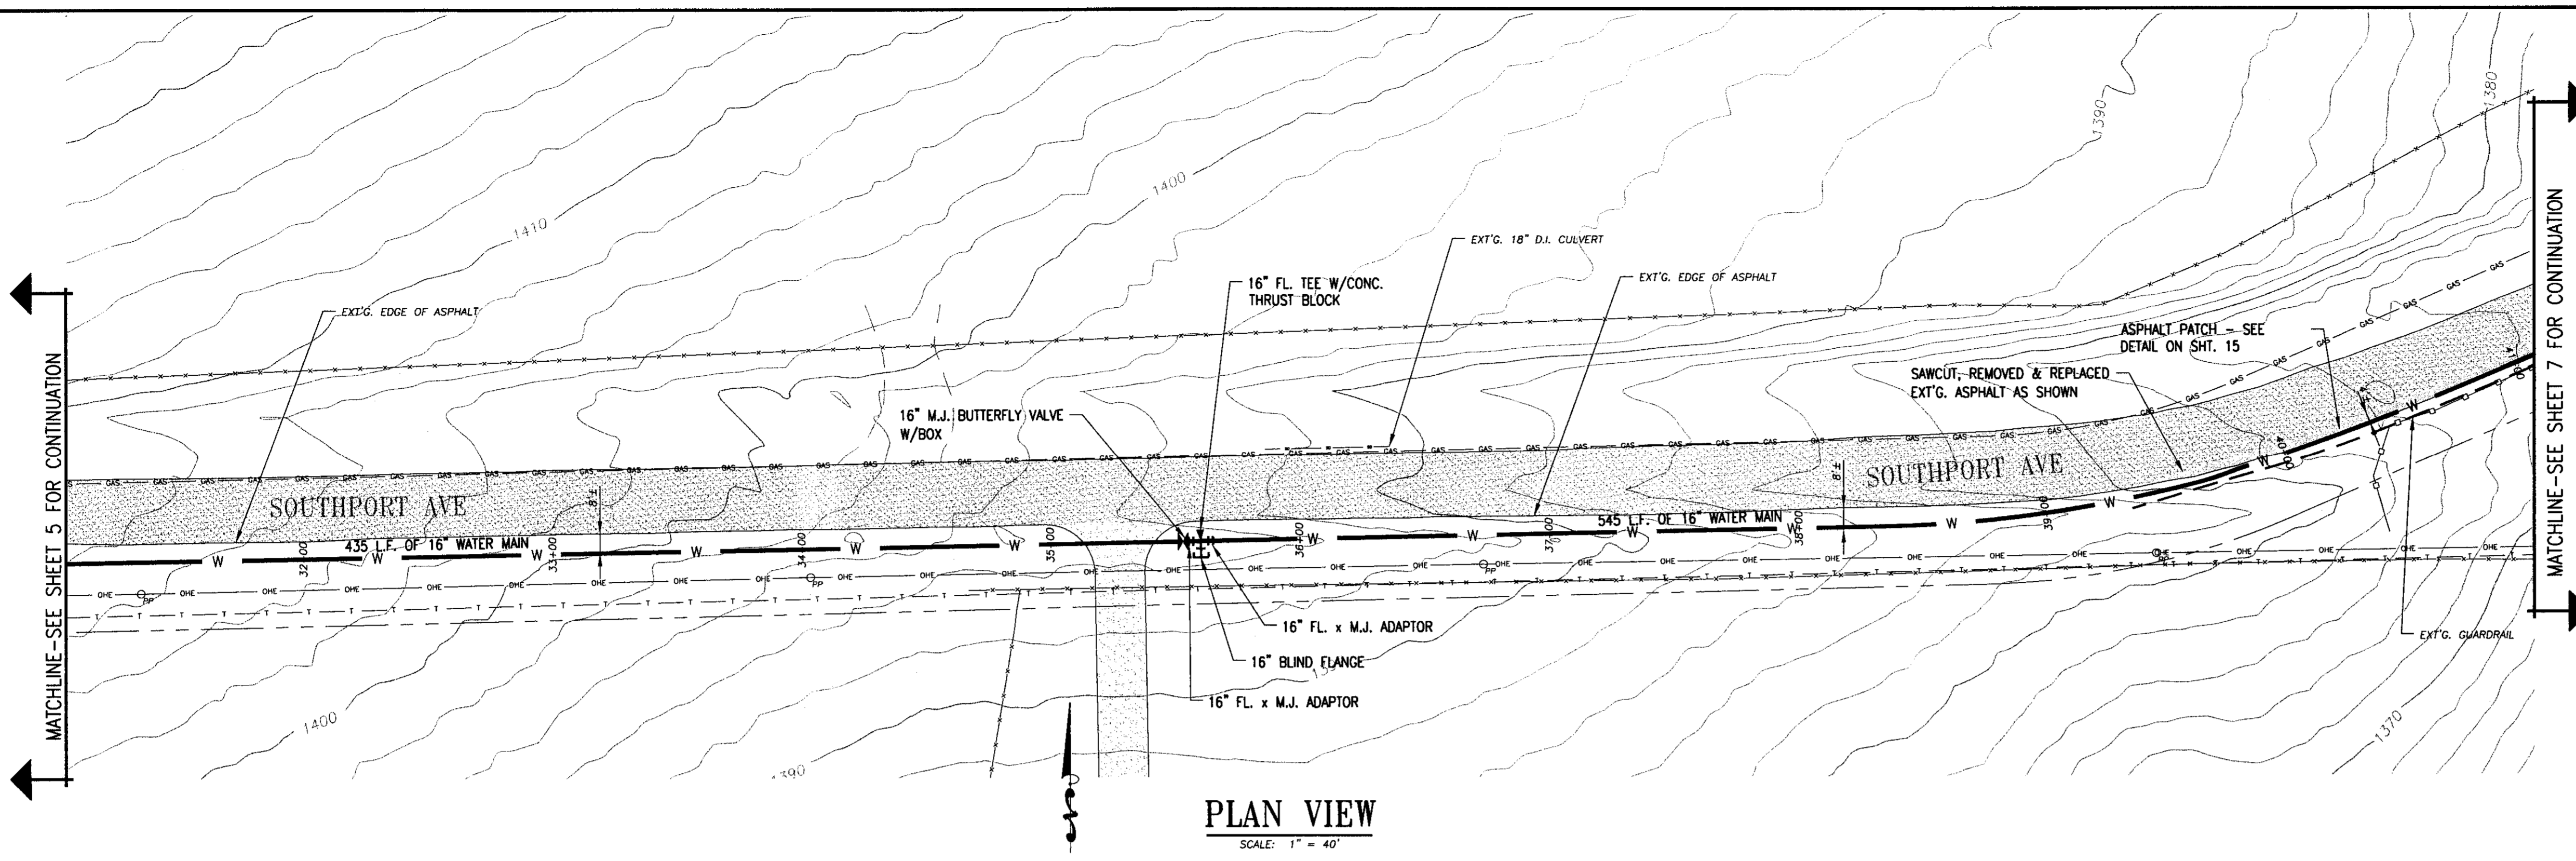 MATCHLINE-SEE SHEET 5 FOR CONTINUATION
EXT'G. EDGE OF ASPHALT
1410
1400
1390
1380
EXT'G. 18" D.I. CULVERT
EXT'G. EDGE OF ASPHALT
16" FL. TEE W/CONC.
THRUST BLOCK
16" M.J. BUTTERFLY VALVE
W/BOX
ASPHALT PATCH - SEE
DETAIL ON SHT. 15
SAWCUT, REMOVED & REPLACED
EXT'G. ASPHALT AS SHOWN
SOUTHPORT AVE
SOUTHPORT AVE
GAS
8'±
8'±
435 L.F. OF 16" WATER MAIN
545 L.F. OF 16" WATER MAIN
W
32+00
33+00
34+00
35+00
36+00
37+00
38+00
39+00
40+00
OHE
PP
T
16" FL. x M.J. ADAPTOR
16" BLIND FLANGE
16" FL. x M.J. ADAPTOR
EXT'G. GUARDRAIL
1400
1390
1370
MATCHLINE-SEE SHEET 7 FOR CONTINUATION
PLAN VIEW
SCALE: 1" = 40'